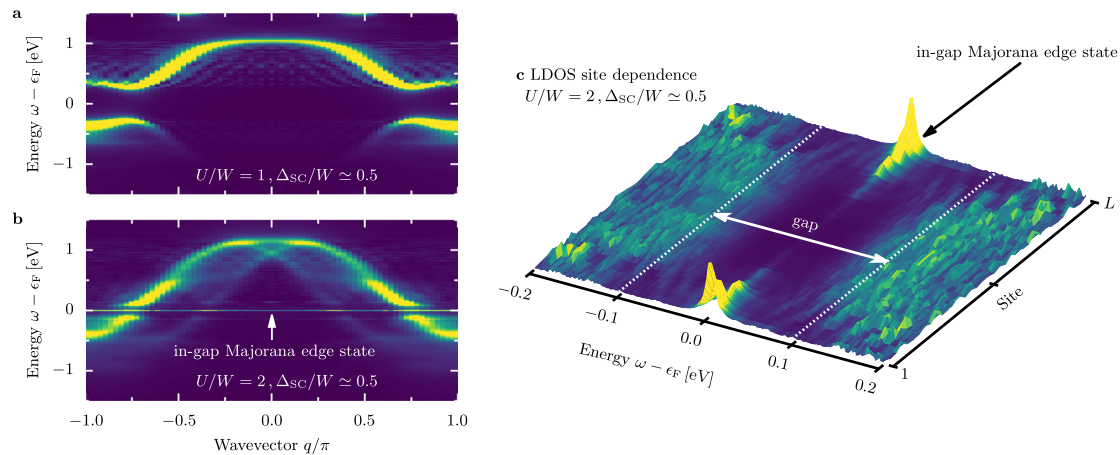 a
Energy ω − ϵF [eV]
1
0
−1
U/W = 1 , ΔSC/W ≃ 0.5
b
Energy ω − ϵF [eV]
1
0
−1
in-gap Majorana edge state
U/W = 2 , ΔSC/W ≃ 0.5
−1.0 −0.5 0.0 0.5 1.0
Wavevector q/π
in-gap Majorana edge state
c LDOS site dependence
U/W = 2 , ΔSC/W ≃ 0.5
gap
L
Site
1
−0.2 −0.1 0.0 0.1 0.2
Energy ω − ϵF [eV]